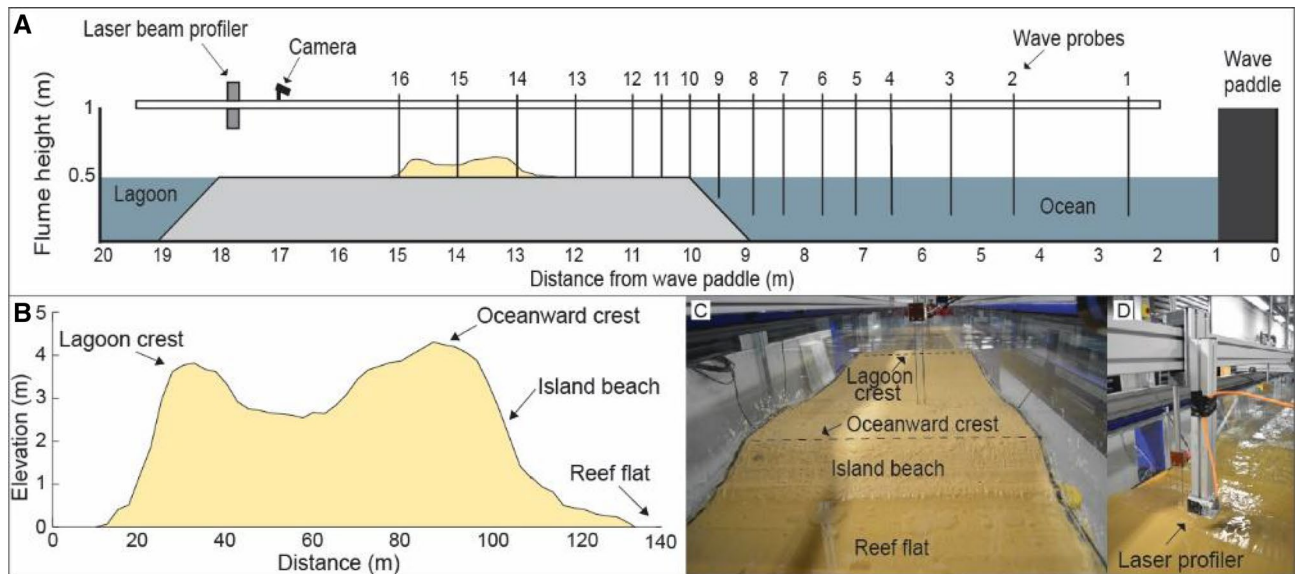 A
Laser beam profiler
Camera
Wave probes
Wave paddle
16 15 14 13 12 11 10 9 8 7 6 5 4 3 2 1
Flume height (m)
1
0.5
Lagoon
Ocean
20 19 18 17 16 15 14 13 12 11 10 9 8 7 6 5 4 3 2 1 0
Distance from wave paddle (m)
B
Elevation (m)
5
4
3
2
1
0
Lagoon crest
Oceanward crest
Island beach
Reef flat
0 20 40 60 80 100 120 140
Distance (m)
C
Lagoon
crest
Oceanward crest
Island beach
Reef flat
D
Laser profiler